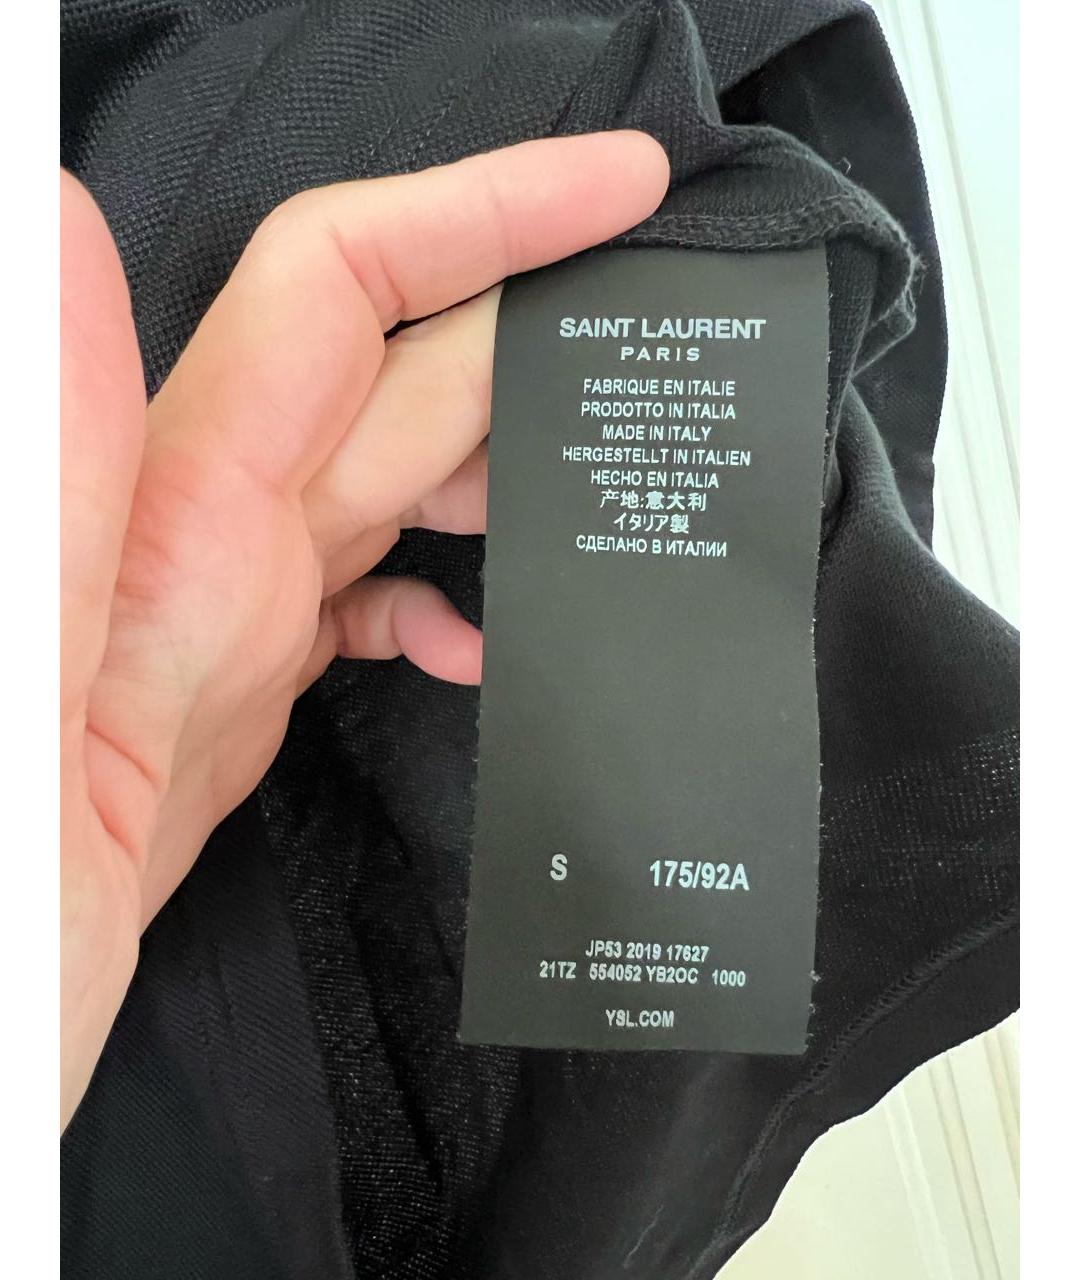 SAINT LAURENT
PARIS
FABRIQUE EN ITALIE
PRODOTTO IN ITALIA
MADE IN ITALY
HERGESTELLT IN ITALIEN
HECHO EN ITALIA
产地:意大利
イタリア製
СДЕЛАНО В ИТАЛИИ
S 175/92A
JP53 2019 17627
21TZ 554052 YB2OC 1000
YSL.COM